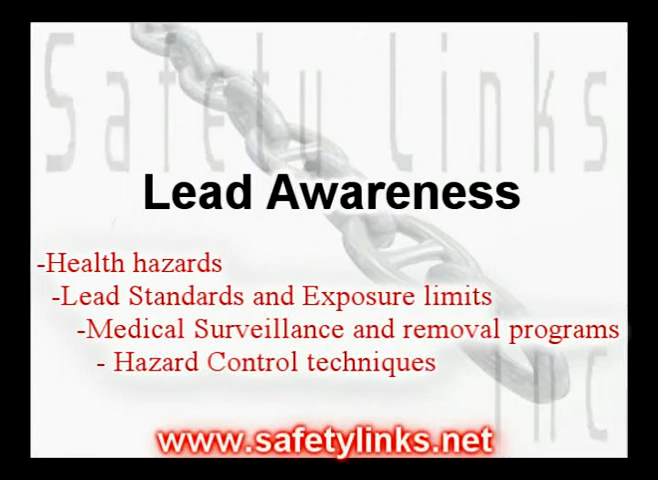 Safety Links
Lead Awareness
-Health hazards
-Lead Standards and Exposure limits
-Medical Surveillance and removal programs
- Hazard Control techniques
Inc
www.safetylinks.net